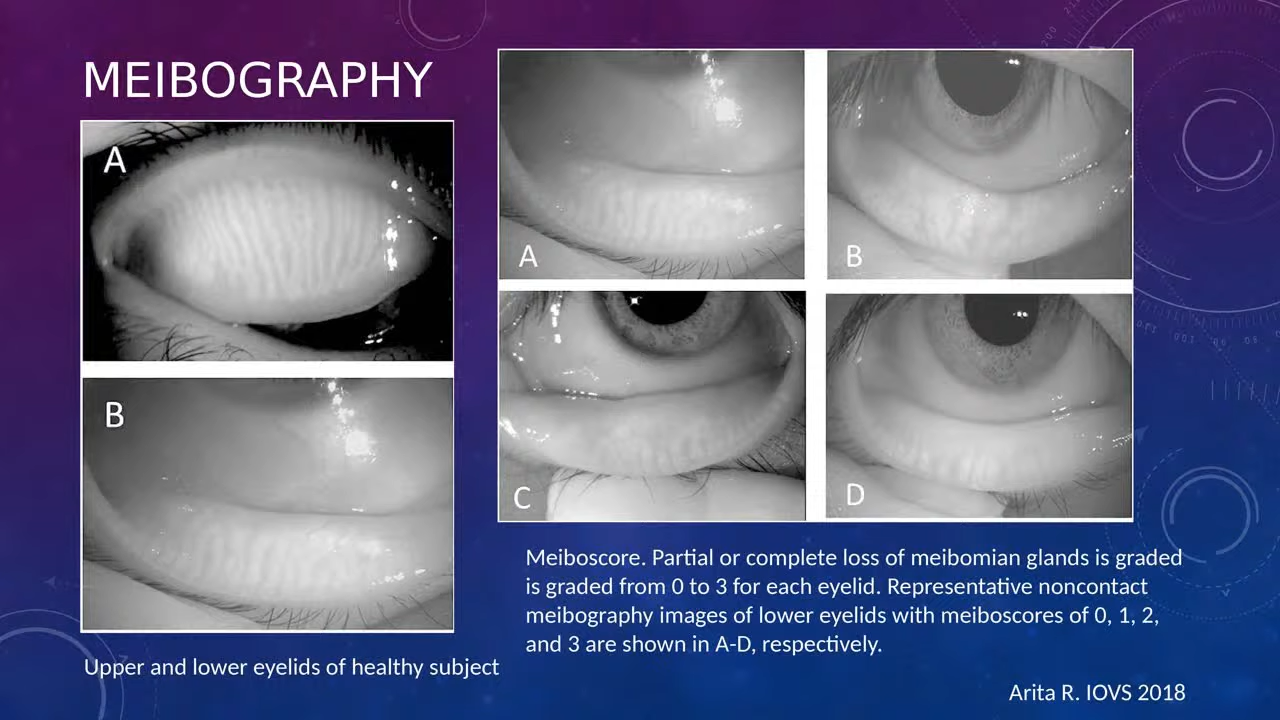 MEIBOGRAPHY
A
B
Upper and lower eyelids of healthy subject
A
B
C
D
Meiboscore. Partial or complete loss of meibomian glands is graded
is graded from 0 to 3 for each eyelid. Representative noncontact
meibography images of lower eyelids with meiboscores of 0, 1, 2,
and 3 are shown in A-D, respectively.
Arita R. IOVS 2018